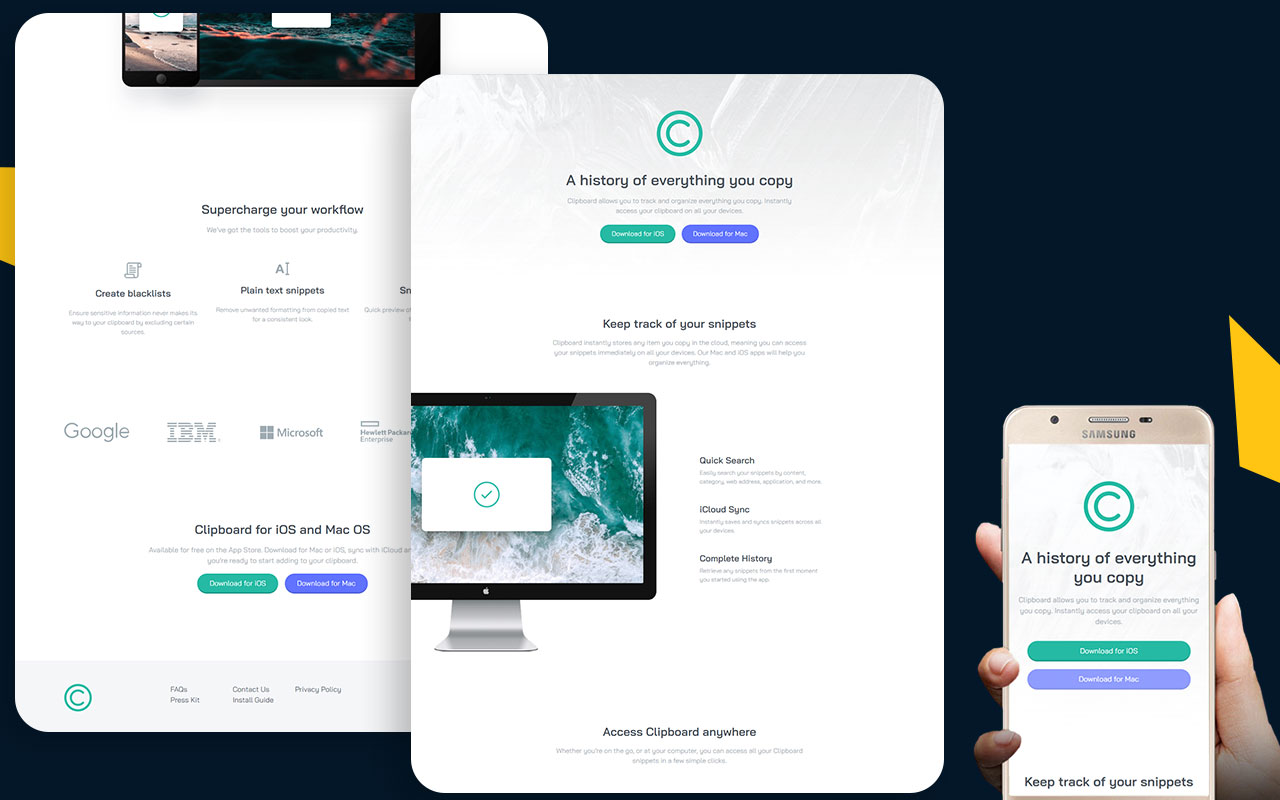 Supercharge your workflow
We've got the tools to boost your productivity.
Create blacklists
Ensure sensitive information never makes its
way to your clipboard by excluding certain
sources.
Plain text snippets
Remove unwanted formatting from copied text
for a consistent look.
Sn
Quick preview of
Google
IBM
Microsoft
Hewlett Packard
Enterprise
Clipboard for iOS and Mac OS
Available for free on the App Store. Download for Mac or iOS, sync with iCloud an
you're ready to start adding to your clipboard.
Download for iOS
Download for Mac
C
FAQs
Press Kit
Contact Us
Install Guide
Privacy Policy
C
A history of everything you copy
Clipboard allows you to track and organize everything you copy. Instantly
access your clipboard on all your devices.
Download for iOS
Download for Mac
Keep track of your snippets
Clipboard instantly stores any item you copy in the cloud, meaning you can access
your snippets immediately on all your devices. Our Mac and iOS apps will help you
organize everything.
Quick Search
Easily search your snippets by content,
category, web address, application, and more.
iCloud Sync
Instantly saves and syncs snippets across all
your devices.
Complete History
Retrieve any snippets from the first moment
you started using the app.
Access Clipboard anywhere
Whether you're on the go, or at your computer, you can access all your Clipboard
snippets in a few simple clicks.
SAMSUNG
C
A history of everything
you copy
Clipboard allows you to track and organize everything
you copy. Instantly access your clipboard on all your
devices.
Download for iOS
Download for Mac
Keep track of your snippets